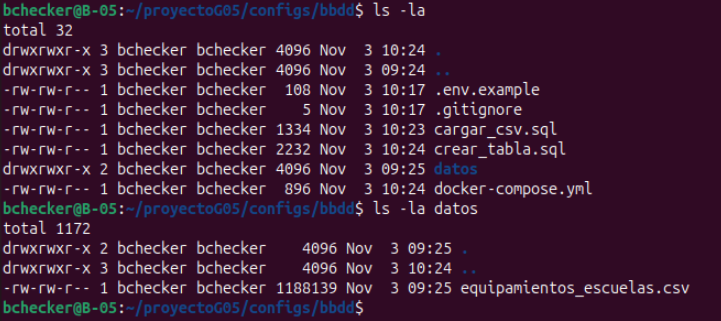 bchecker@B-05:~/proyectoG05/configs/bbdd$ ls -la
total 32
drwxrwxr-x 3 bchecker bchecker 4096 Nov  3 10:24 .
drwxrwxr-x 3 bchecker bchecker 4096 Nov  3 09:24 ..
-rw-rw-r-- 1 bchecker bchecker  108 Nov  3 10:17 .env.example
-rw-rw-r-- 1 bchecker bchecker    5 Nov  3 10:17 .gitignore
-rw-rw-r-- 1 bchecker bchecker 1334 Nov  3 10:23 cargar_csv.sql
-rw-rw-r-- 1 bchecker bchecker 2232 Nov  3 10:24 crear_tabla.sql
drwxrwxr-x 2 bchecker bchecker 4096 Nov  3 09:25 datos
-rw-rw-r-- 1 bchecker bchecker  896 Nov  3 10:24 docker-compose.yml
bchecker@B-05:~/proyectoG05/configs/bbdd$ ls -la datos
total 1172
drwxrwxr-x 2 bchecker bchecker    4096 Nov  3 09:25 .
drwxrwxr-x 3 bchecker bchecker    4096 Nov  3 10:24 ..
-rw-rw-r-- 1 bchecker bchecker 1188139 Nov  3 09:25 equipamientos_escuelas.csv
bchecker@B-05:~/proyectoG05/configs/bbdd$